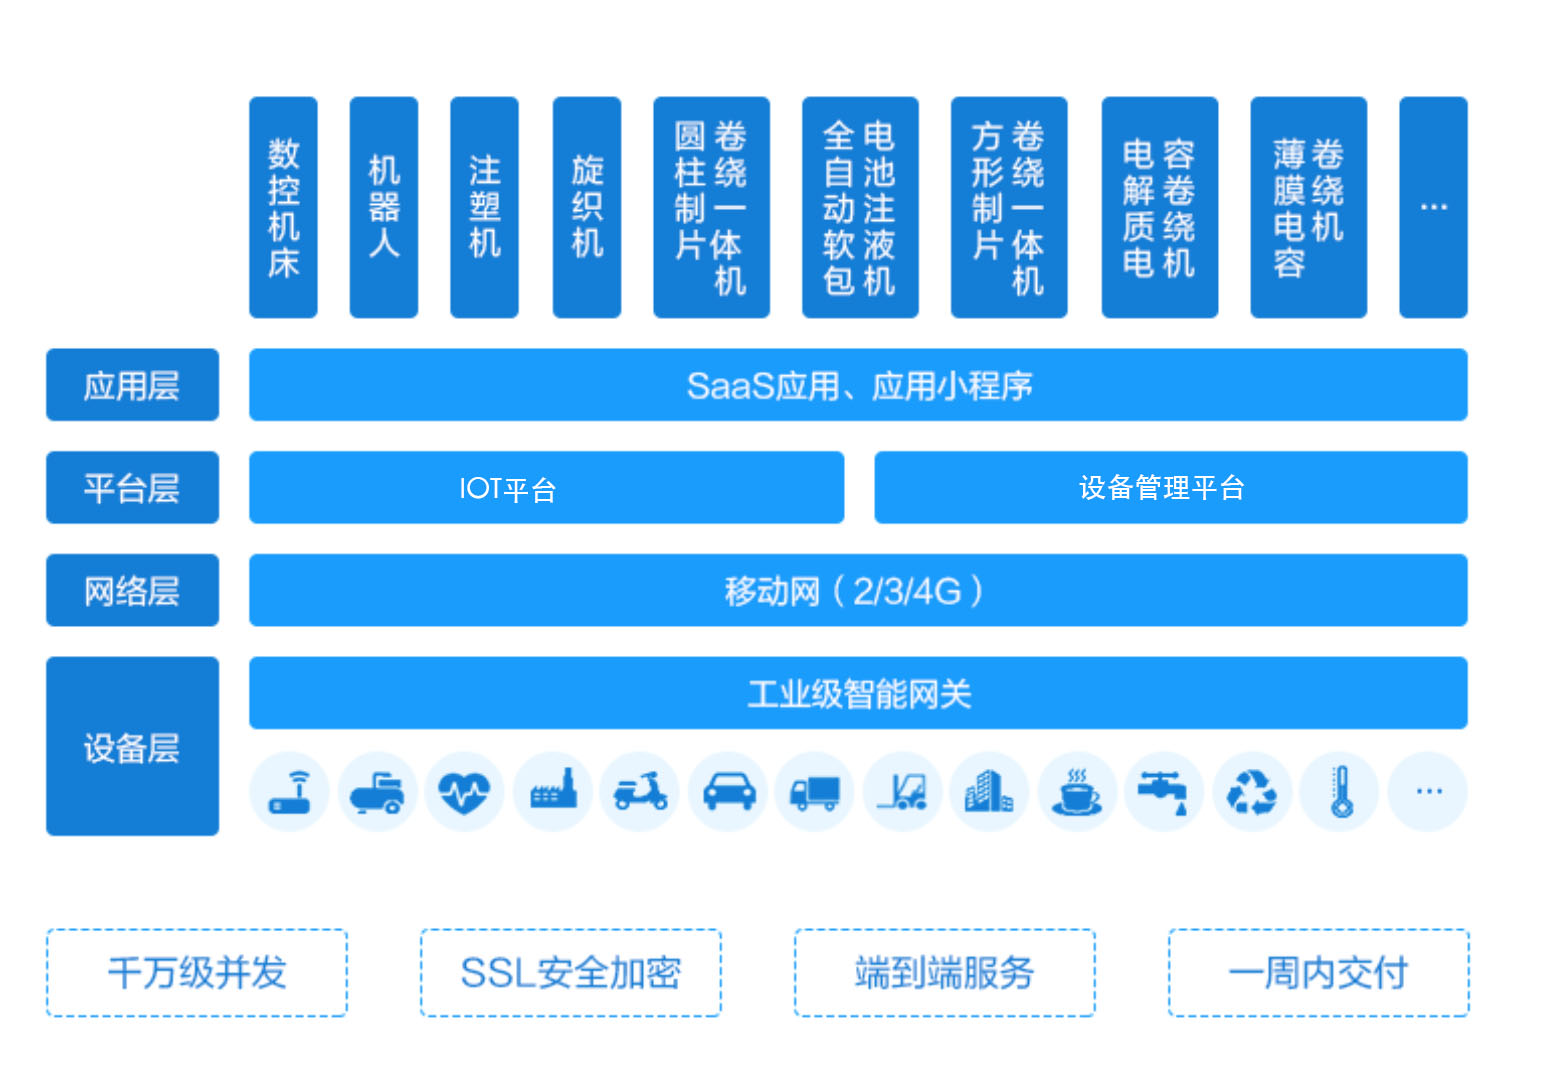 数控机床
机器人
注塑机
旋织机
圆柱制片
卷绕一体机
全自动软包
电池注液机
方形制片
卷绕一体机
电解质电
容卷绕机
薄膜电容
卷绕机
...
应用层
SaaS应用、应用小程序
平台层
IOT平台
设备管理平台
网络层
移动网（2/3/4G）
设备层
工业级智能网关
...
千万级并发
SSL安全加密
端到端服务
一周内交付